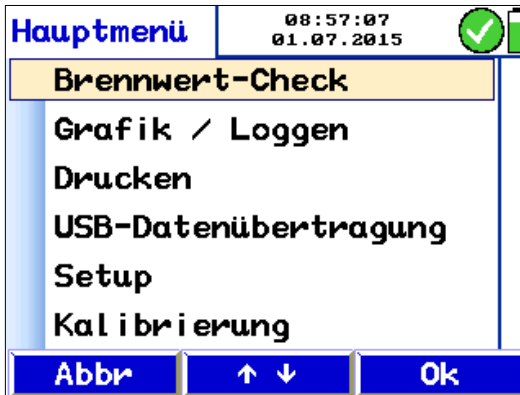 Hauptmenü
08:57:07
01.07.2015
Brennwert-Check
Grafik / Loggen
Drucken
USB-Datenübertragung
Setup
Kalibrierung
Abbr ↑ ↓ Ok